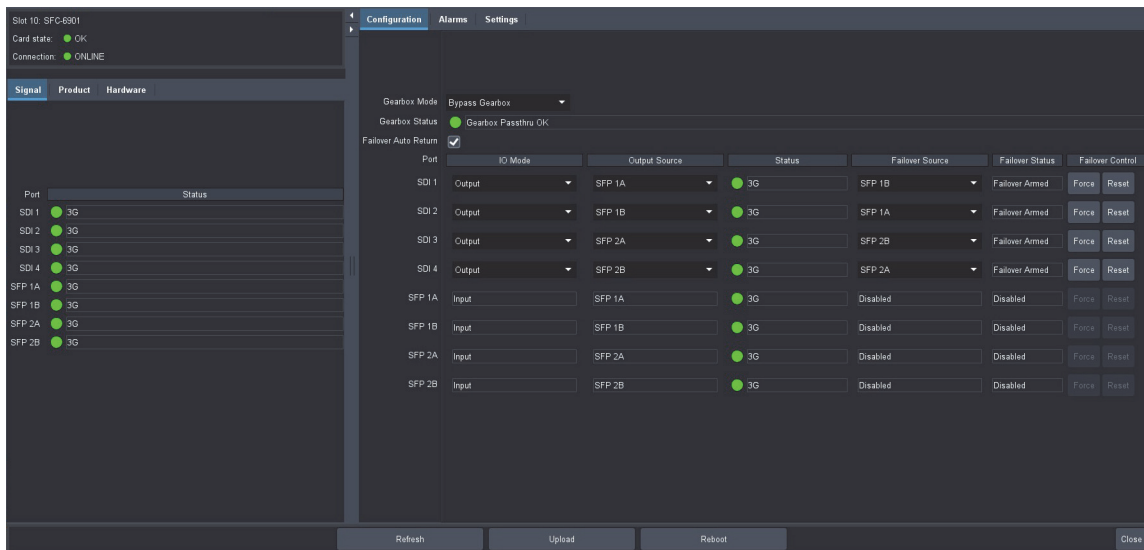 Slot 10: SFC-6901
Card state: OK
Connection: ONLINE
Signal Product Hardware
Port Status
SDI 1 3G
SDI 2 3G
SDI 3 3G
SDI 4 3G
SFP 1A 3G
SFP 1B 3G
SFP 2A 3G
SFP 2B 3G
Configuration Alarms Settings
Gearbox Mode Bypass Gearbox
Gearbox Status Gearbox Passthru OK
Failover Auto Return
Port IO Mode Output Source Status Failover Source Failover Status Failover Control
SDI 1 Output SFP 1A 3G SFP 1B Failover Armed Force Reset
SDI 2 Output SFP 1B 3G SFP 1A Failover Armed Force Reset
SDI 3 Output SFP 2A 3G SFP 2B Failover Armed Force Reset
SDI 4 Output SFP 2B 3G SFP 2A Failover Armed Force Reset
SFP 1A Input SFP 1A 3G Disabled Disabled Force Reset
SFP 1B Input SFP 1B 3G Disabled Disabled Force Reset
SFP 2A Input SFP 2A 3G Disabled Disabled Force Reset
SFP 2B Input SFP 2B 3G Disabled Disabled Force Reset
Refresh Upload Reboot Close